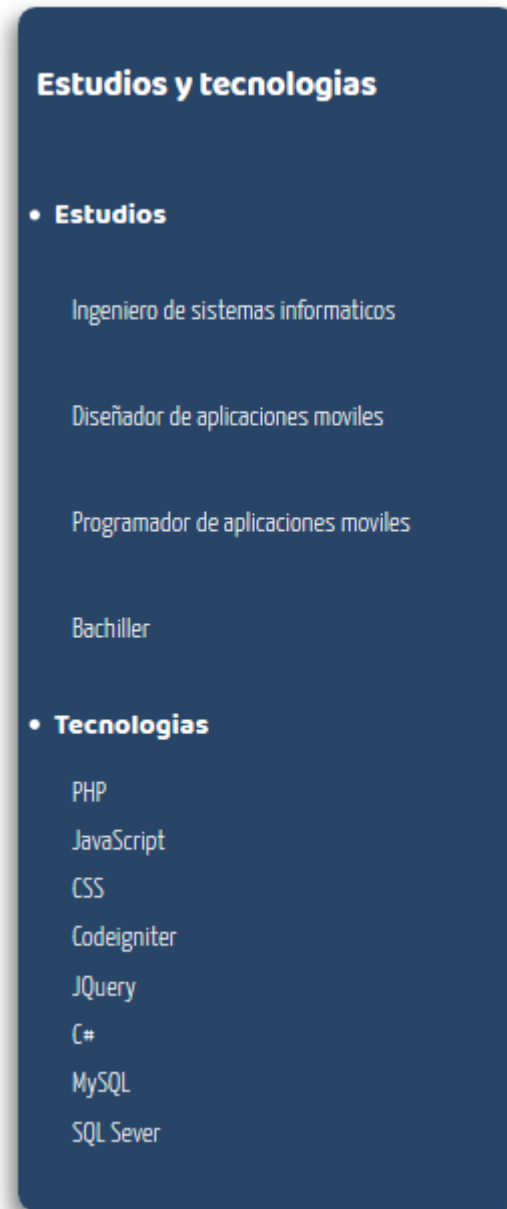 Estudios y tecnologias
• Estudios
Ingeniero de sistemas informaticos
Diseñador de aplicaciones moviles
Programador de aplicaciones moviles
Bachiller
• Tecnologias
PHP
JavaScript
CSS
Codeigniter
JQuery
C#
MySQL
SQL Sever